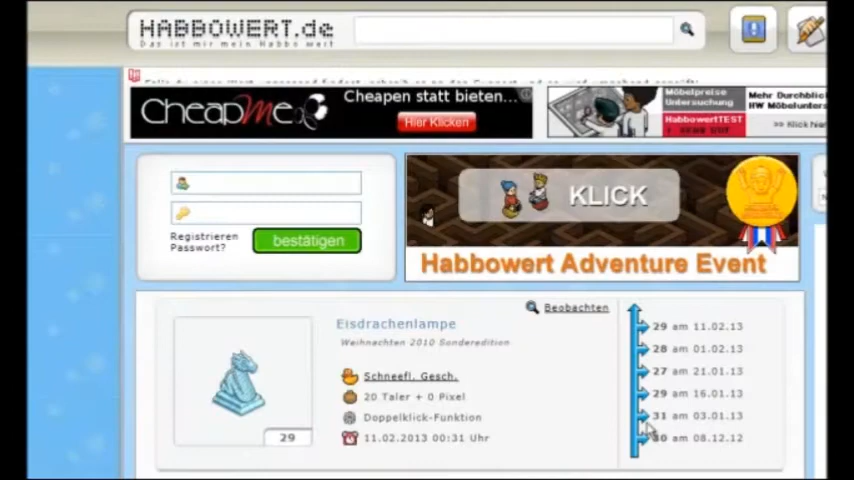 HABBOWERT.de
Das ist mir mein Habbo wert
CheapMe
Cheapen statt bieten...
Hier Klicken
Möbelpreise
Untersuchung
HabbowertTEST
Mehr Durchblick
HW Möbelunters
>> Klick
KLICK
Habbowert Adventure Event
Registrieren
Passwort?
bestätigen
Beobachten
Eisdrachenlampe
Weihnachten 2010 Sonderedition
Schneefl. Gesch.
20 Taler + 0 Pixel
Doppelklick-Funktion
11.02.2013 00:31 Uhr
29
29 am 11.02.13
28 am 01.02.13
27 am 21.01.13
29 am 16.01.13
31 am 03.01.13
30 am 08.12.12